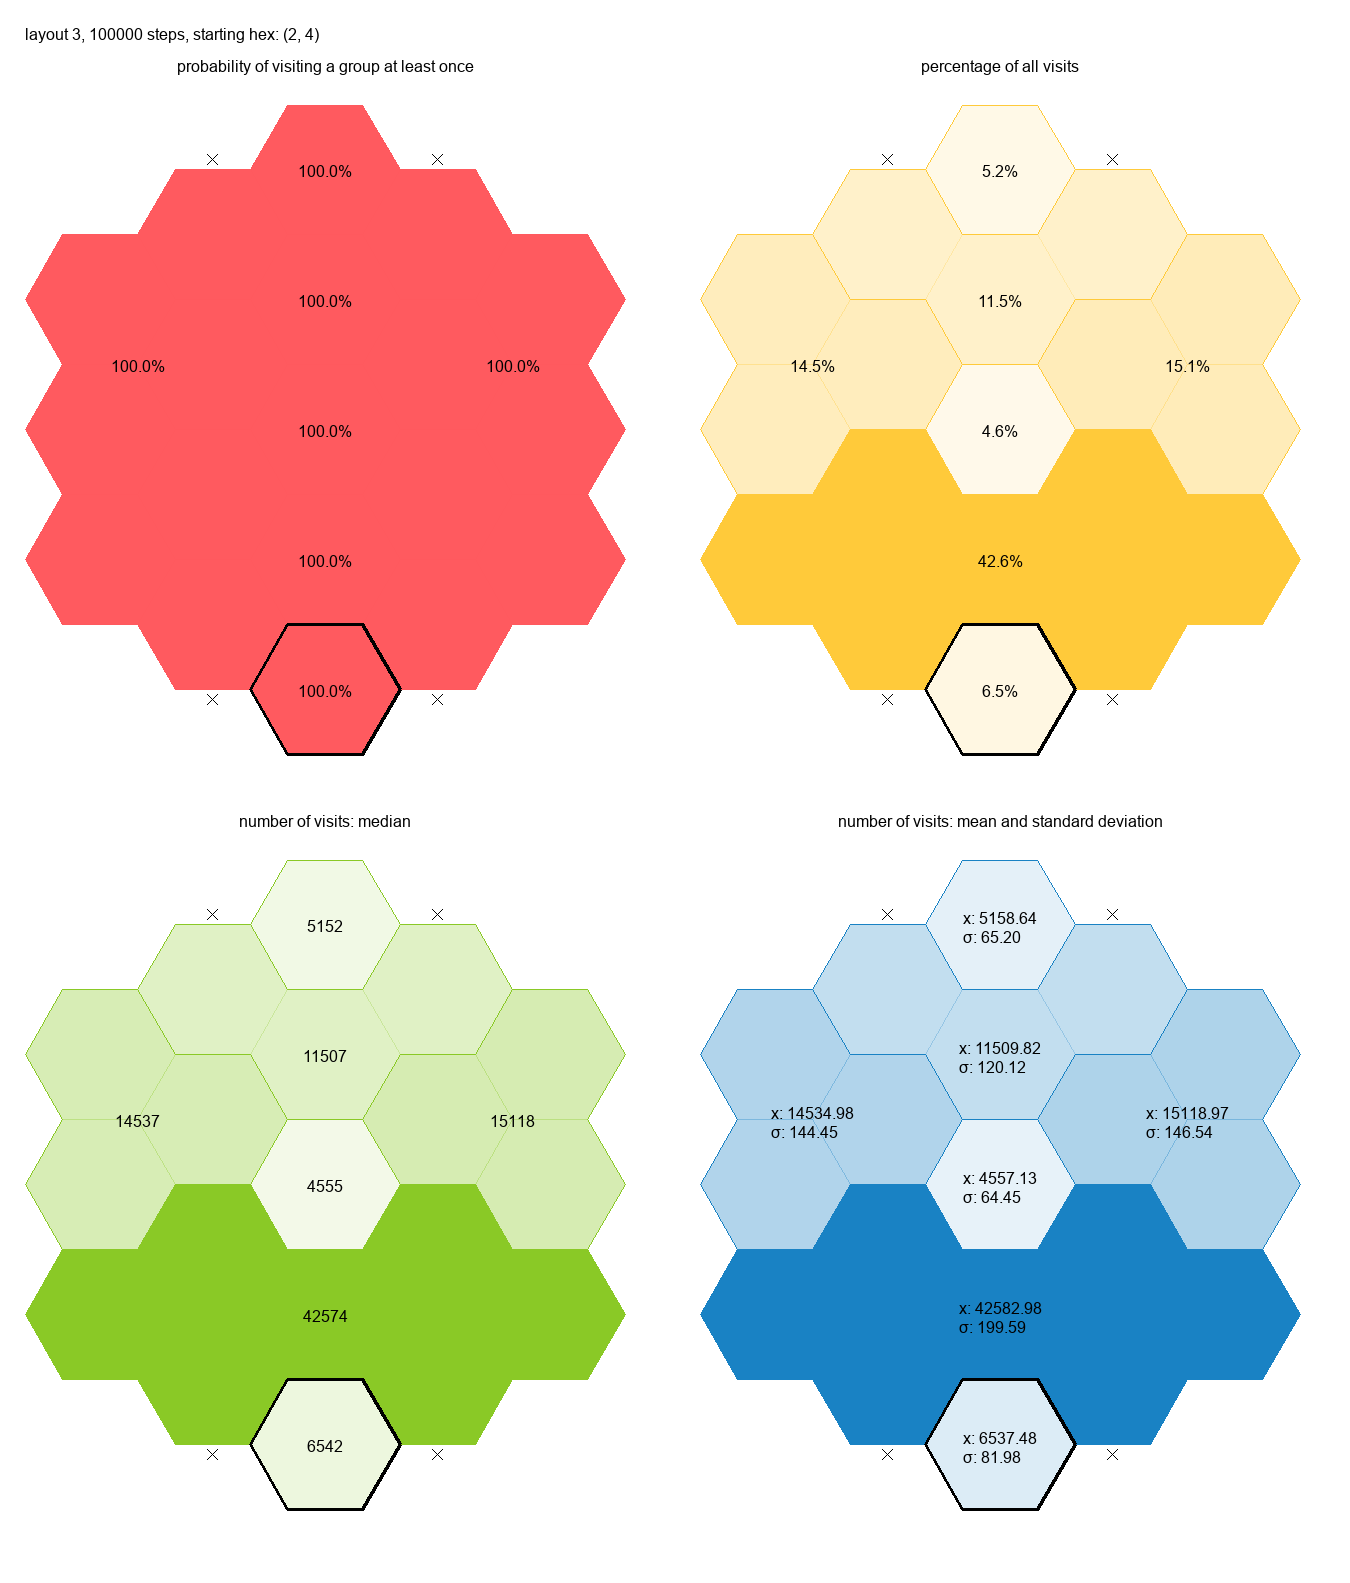 layout 3, 100000 steps, starting hex: (2, 4)
probability of visiting a group at least once
100.0%
100.0%
100.0%
100.0%
100.0%
100.0%
100.0%
percentage of all visits
5.2%
11.5%
14.5%
15.1%
4.6%
42.6%
6.5%
number of visits: median
5152
11507
14537
15118
4555
42574
6542
number of visits: mean and standard deviation
x: 5158.64
σ: 65.20
x: 11509.82
σ: 120.12
x: 14534.98
σ: 144.45
x: 15118.97
σ: 146.54
x: 4557.13
σ: 64.45
x: 42582.98
σ: 199.59
x: 6537.48
σ: 81.98